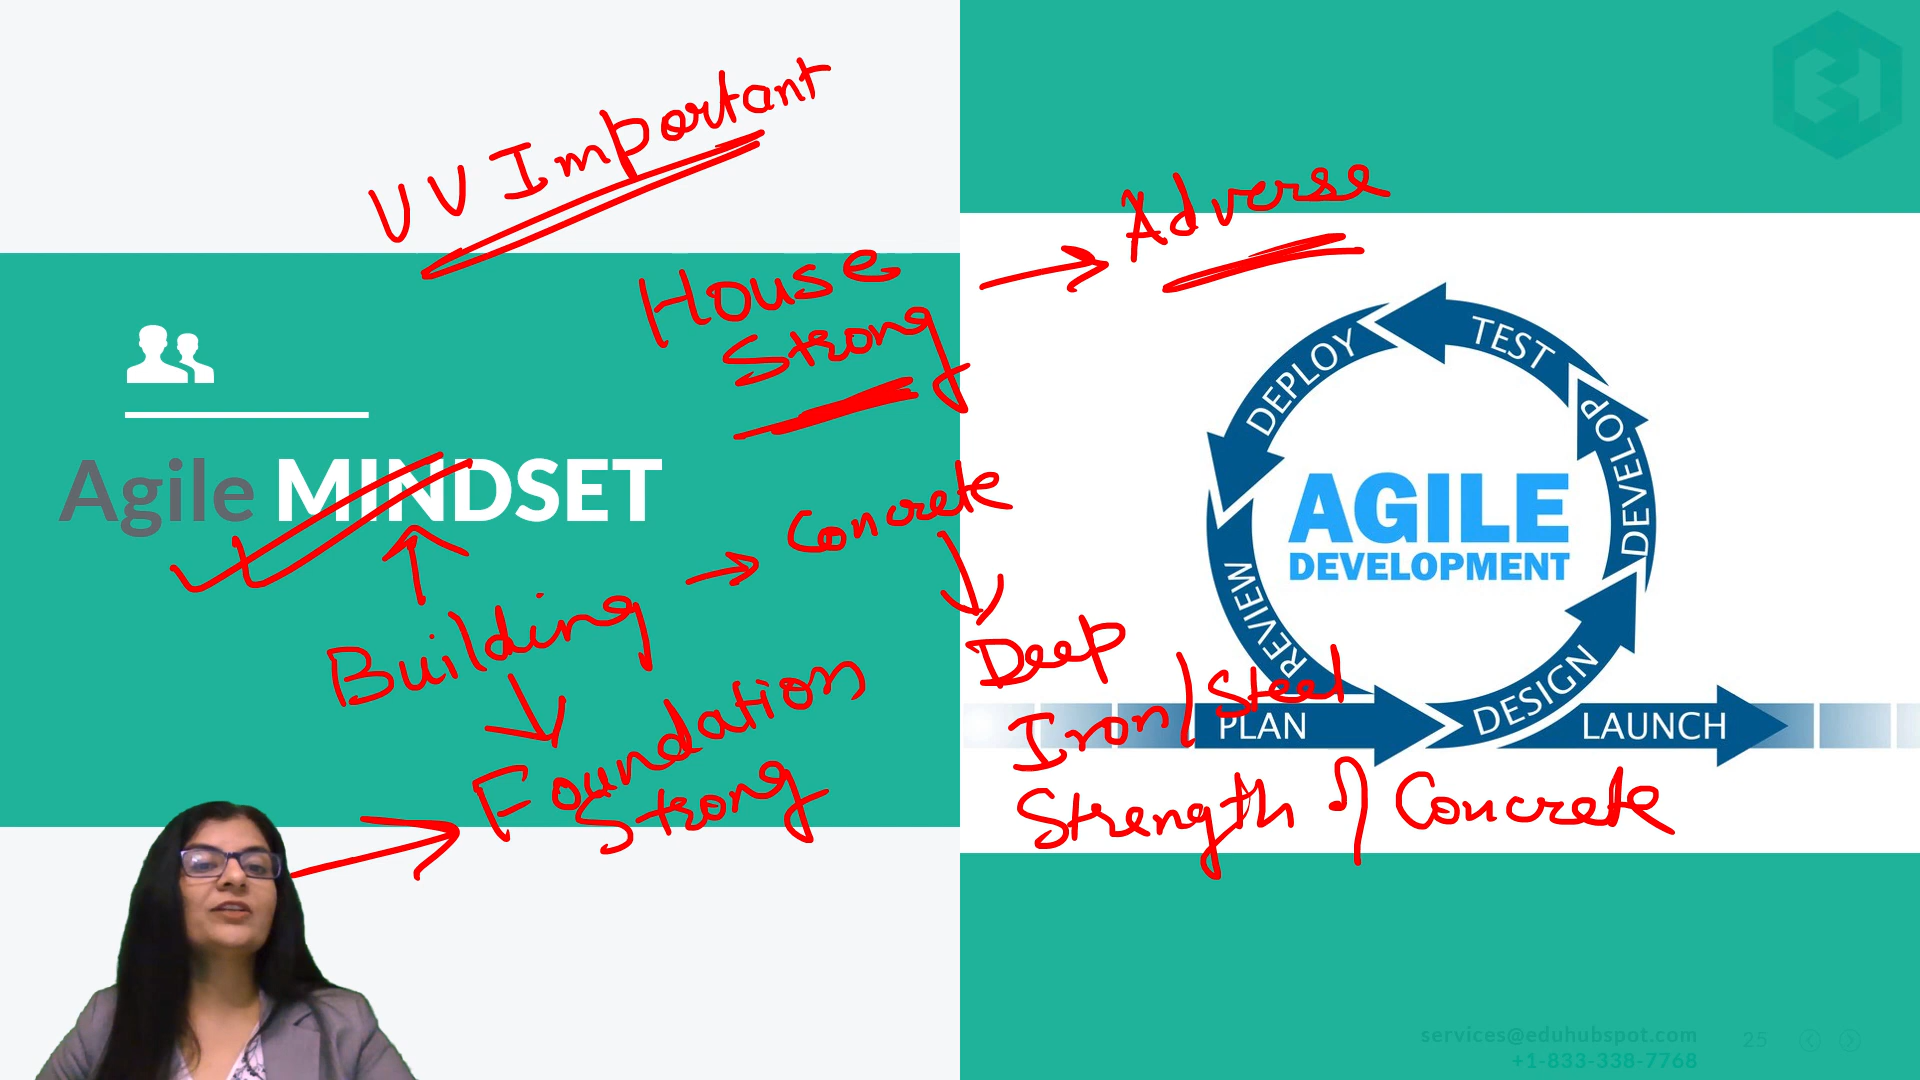 VV Important
Adverse
House
Strong
Agile MINDSET
Concrete
Building
Foundation
Strong
Deep
Iron/Steel
Strength of Concrete
TEST
DEPLOY
DEVELOP
AGILE
DEVELOPMENT
REVIEW
DESIGN
PLAN
LAUNCH
services@eduhubspot.com
+1-833-338-7768
25